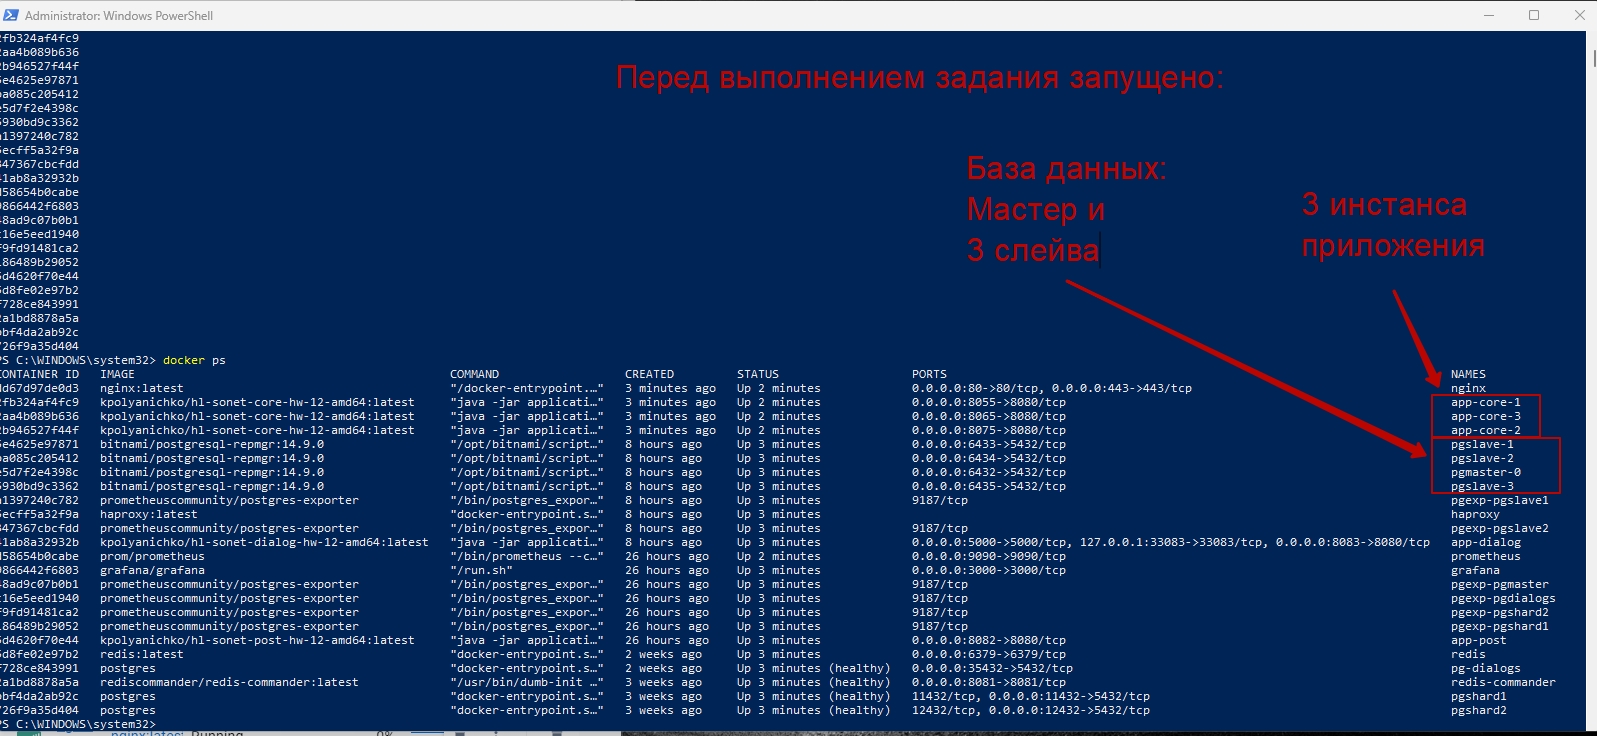 Administrator: Windows PowerShell
fb324af4fc9
aa4b089b636
b946527f44f
e4625e97871
a085c205412
5d7f2e4398c
930bd9c3362
1397240c782
ecff5a32f9a
47367cbcfdd
1ab8a32932b
58654b0cabe
866442f6803
8ad9c07b0b1
16e5eed1940
9fd91481ca2
86489b29052
d4620f70e44
d8fe02e97b2
728ce843991
a1bd8878a5a
bf4da2ab92c
26f9a35d404
Перед выполнением задания запущено:
База данных:
Мастер и
3 слейва
3 инстанса
приложения
PS C:\WINDOWS\system32> docker ps
CONTAINER ID IMAGE COMMAND CREATED STATUS PORTS NAMES
d67d97de0d3 nginx:latest "/docker-entrypoint.…" 3 minutes ago Up 2 minutes 0.0.0.0:80->80/tcp, 0.0.0.0:443->443/tcp nginx
fb324af4fc9 kpolyanichko/hl-sonet-core-hw-12-amd64:latest "java -jar applicati…" 3 minutes ago Up 2 minutes 0.0.0.0:8055->8080/tcp app-core-1
aa4b089b636 kpolyanichko/hl-sonet-core-hw-12-amd64:latest "java -jar applicati…" 3 minutes ago Up 2 minutes 0.0.0.0:8065->8080/tcp app-core-3
b946527f44f kpolyanichko/hl-sonet-core-hw-12-amd64:latest "java -jar applicati…" 3 minutes ago Up 2 minutes 0.0.0.0:8075->8080/tcp app-core-2
e4625e97871 bitnami/postgresql-repmgr:14.9.0 "/opt/bitnami/script…" 8 hours ago Up 3 minutes 0.0.0.0:6433->5432/tcp pgslave-1
a085c205412 bitnami/postgresql-repmgr:14.9.0 "/opt/bitnami/script…" 8 hours ago Up 3 minutes 0.0.0.0:6434->5432/tcp pgslave-2
5d7f2e4398c bitnami/postgresql-repmgr:14.9.0 "/opt/bitnami/script…" 8 hours ago Up 3 minutes 0.0.0.0:6432->5432/tcp pgmaster-0
930bd9c3362 bitnami/postgresql-repmgr:14.9.0 "/opt/bitnami/script…" 8 hours ago Up 3 minutes 0.0.0.0:6435->5432/tcp pgslave-3
1397240c782 prometheuscommunity/postgres-exporter "/bin/postgres_expor…" 8 hours ago Up 3 minutes 9187/tcp pgexp-pgslave1
ecff5a32f9a haproxy:latest "docker-entrypoint.s…" 8 hours ago Up 3 minutes haproxy
47367cbcfdd prometheuscommunity/postgres-exporter "/bin/postgres_expor…" 8 hours ago Up 3 minutes 9187/tcp pgexp-pgslave2
1ab8a32932b kpolyanichko/hl-sonet-dialog-hw-12-amd64:latest "java -jar applicati…" 8 hours ago Up 3 minutes 0.0.0.0:5000->5000/tcp, 127.0.0.1:33083->33083/tcp, 0.0.0.0:8083->8080/tcp app-dialog
58654b0cabe prom/prometheus "/bin/prometheus --c…" 26 hours ago Up 2 minutes 0.0.0.0:9090->9090/tcp prometheus
866442f6803 grafana/grafana "/run.sh" 26 hours ago Up 3 minutes 0.0.0.0:3000->3000/tcp grafana
8ad9c07b0b1 prometheuscommunity/postgres-exporter "/bin/postgres_expor…" 26 hours ago Up 3 minutes 9187/tcp pgexp-pgmaster
16e5eed1940 prometheuscommunity/postgres-exporter "/bin/postgres_expor…" 26 hours ago Up 3 minutes 9187/tcp pgexp-pgdialogs
9fd91481ca2 prometheuscommunity/postgres-exporter "/bin/postgres_expor…" 26 hours ago Up 3 minutes 9187/tcp pgexp-pgshard2
86489b29052 prometheuscommunity/postgres-exporter "/bin/postgres_expor…" 26 hours ago Up 3 minutes 9187/tcp pgexp-pgshard1
d4620f70e44 kpolyanichko/hl-sonet-post-hw-12-amd64:latest "java -jar applicati…" 26 hours ago Up 3 minutes 0.0.0.0:8082->8080/tcp app-post
d8fe02e97b2 redis:latest "docker-entrypoint.s…" 2 weeks ago Up 3 minutes 0.0.0.0:6379->6379/tcp redis
728ce843991 postgres "docker-entrypoint.s…" 2 weeks ago Up 3 minutes (healthy) 0.0.0.0:35432->5432/tcp pg-dialogs
a1bd8878a5a rediscommander/redis-commander:latest "/usr/bin/dumb-init …" 3 weeks ago Up 3 minutes (healthy) 0.0.0.0:8081->8081/tcp redis-commander
bf4da2ab92c postgres "docker-entrypoint.s…" 3 weeks ago Up 3 minutes (healthy) 11432/tcp, 0.0.0.0:11432->5432/tcp pgshard1
26f9a35d404 postgres "docker-entrypoint.s…" 3 weeks ago Up 3 minutes (healthy) 12432/tcp, 0.0.0.0:12432->5432/tcp pgshard2
PS C:\WINDOWS\system32>